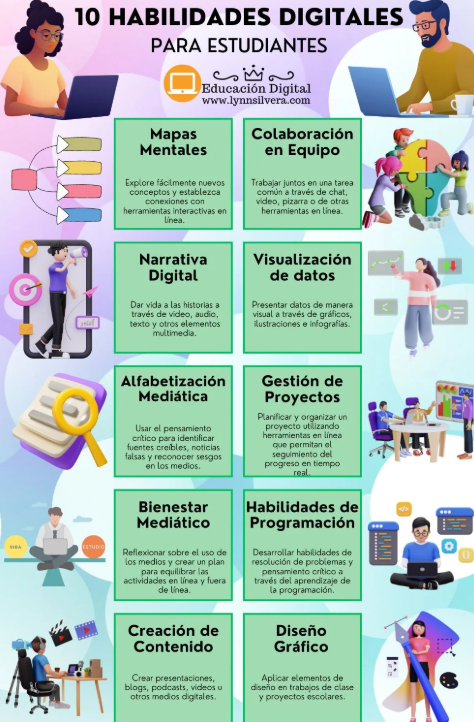 10 HABILIDADES DIGITALES
PARA ESTUDIANTES
Educación Digital
www.lynnsilvera.com
Mapas
Mentales
Explore fácilmente nuevos
conceptos y establezca
conexiones con
herramientas interactivas en
línea.
Colaboración
en Equipo
Trabajar juntos en una tarea
común a través de chat,
video, pizarra o de otras
herramientas en línea.
Narrativa
Digital
Dar vida a las historias a
través de video, audio,
texto y otros elementos
multimedia.
Visualización
de datos
Presentar datos de manera
visual a través de gráficos,
ilustraciones e infografías.
Alfabetización
Mediática
Usar el pensamiento
crítico para identificar
fuentes creíbles, noticias
falsas y reconocer sesgos
en los medios.
Gestión de
Proyectos
Planificar y organizar un
proyecto utilizando
herramientas en línea
que permitan el
seguimiento del
progreso en tiempo
real.
VIDA
ESTUDIO
Bienestar
Mediático
Reflexionar sobre el uso de
los medios y crear un plan
para equilibrar las
actividades en línea y fuera
de línea.
Habilidades de
Programación
Desarrollar habilidades de
resolución de problemas y
pensamiento crítico a
través del aprendizaje de
la programación.
Creación de
Contenido
Crear presentaciones,
blogs, podcasts, videos u
otros medios digitales.
Diseño
Gráfico
Aplicar elementos de
diseño en trabajos de clase
y proyectos escolares.